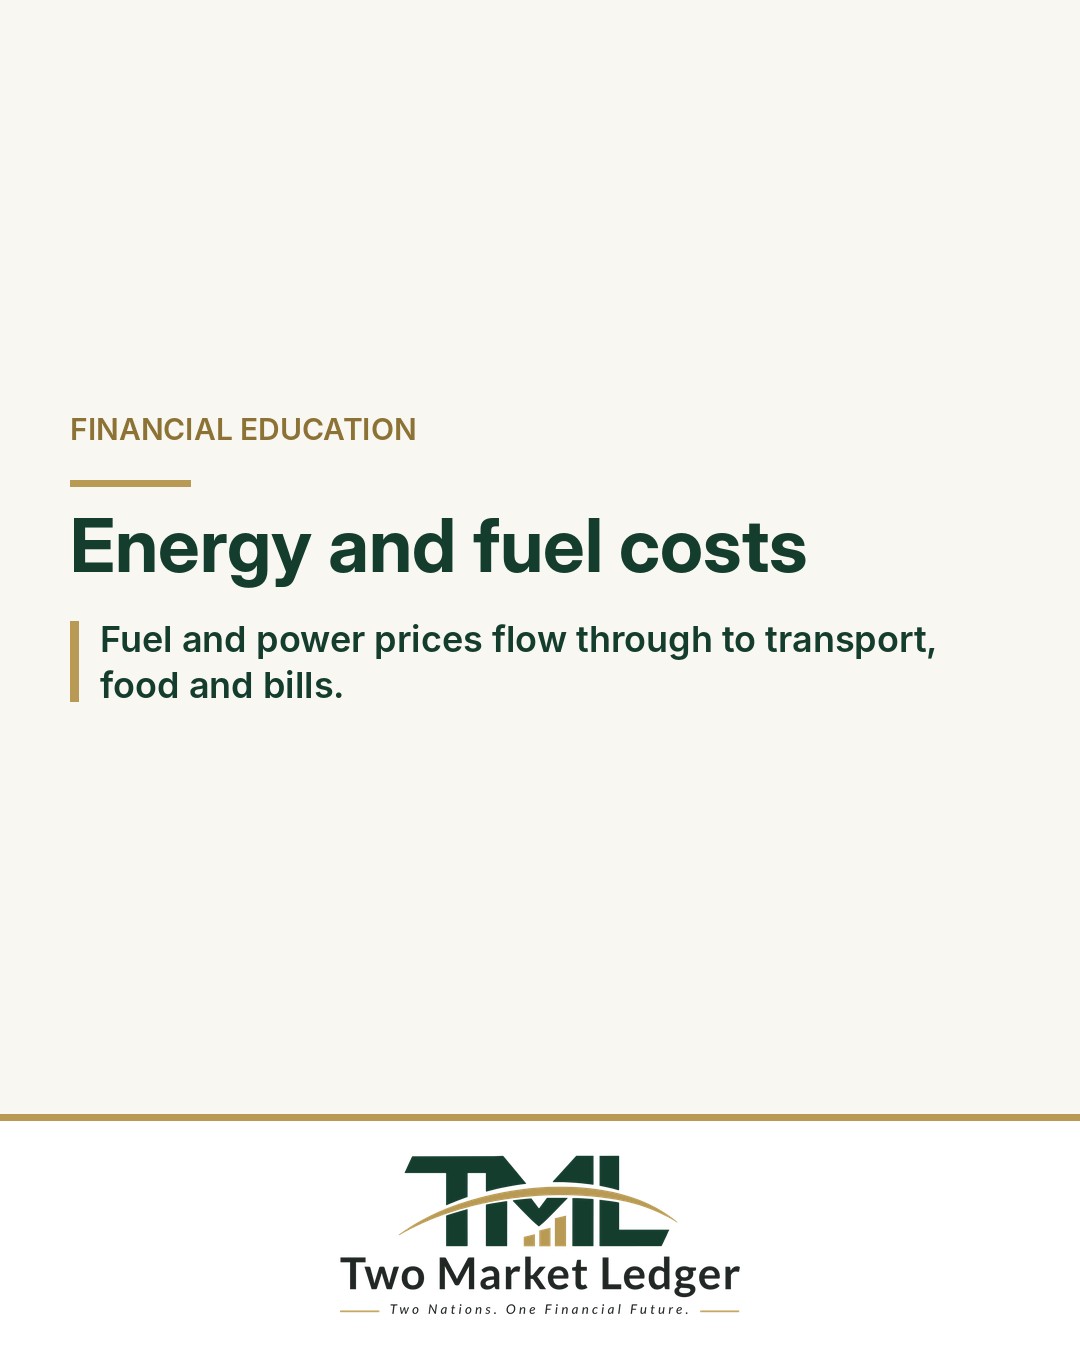 FINANCIAL EDUCATION
Energy and fuel costs
Fuel and power prices flow through to transport,
food and bills.
TML
Two Market Ledger
Two Nations. One Financial Future.